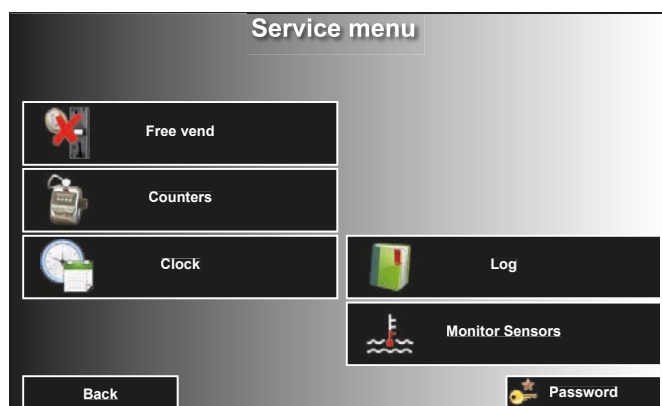 Service menu
Free vend
Counters
Clock
Log
Monitor Sensors
Back
Password